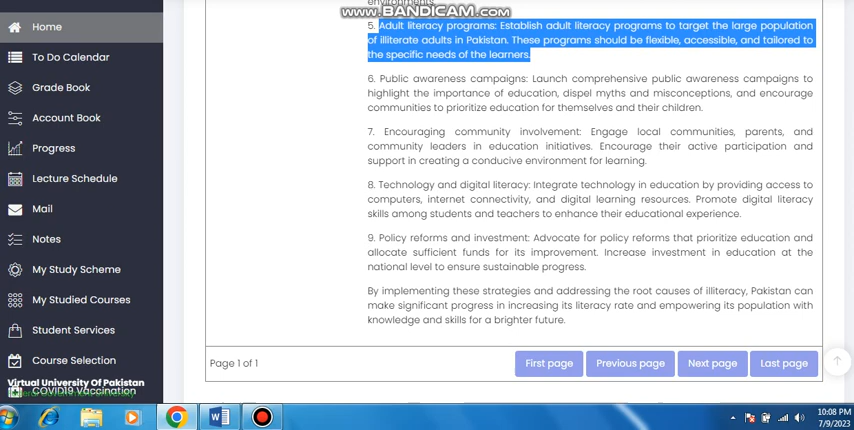 environments.
www.BANDICAM.com
Home
To Do Calendar
Grade Book
Account Book
Progress
Lecture Schedule
Mail
Notes
My Study Scheme
My Studied Courses
Student Services
Course Selection
COVID19 Vaccination
Virtual University Of Pakistan
Federal Government University
5. Adult literacy programs: Establish adult literacy programs to target the large population
of illiterate adults in Pakistan. These programs should be flexible, accessible, and tailored to
the specific needs of the learners.
6. Public awareness campaigns: Launch comprehensive public awareness campaigns to
highlight the importance of education, dispel myths and misconceptions, and encourage
communities to prioritize education for themselves and their children.
7. Encouraging community involvement: Engage local communities, parents, and
community leaders in education initiatives. Encourage their active participation and
support in creating a conducive environment for learning.
8. Technology and digital literacy: Integrate technology in education by providing access to
computers, internet connectivity, and digital learning resources. Promote digital literacy
skills among students and teachers to enhance their educational experience.
9. Policy reforms and investment: Advocate for policy reforms that prioritize education and
allocate sufficient funds for its improvement. Increase investment in education at the
national level to ensure sustainable progress.
By implementing these strategies and addressing the root causes of illiteracy, Pakistan can
make significant progress in increasing its literacy rate and empowering its population with
knowledge and skills for a brighter future.
Page 1 of 1
First page
Previous page
Next page
Last page
10:08 PM
7/9/2023